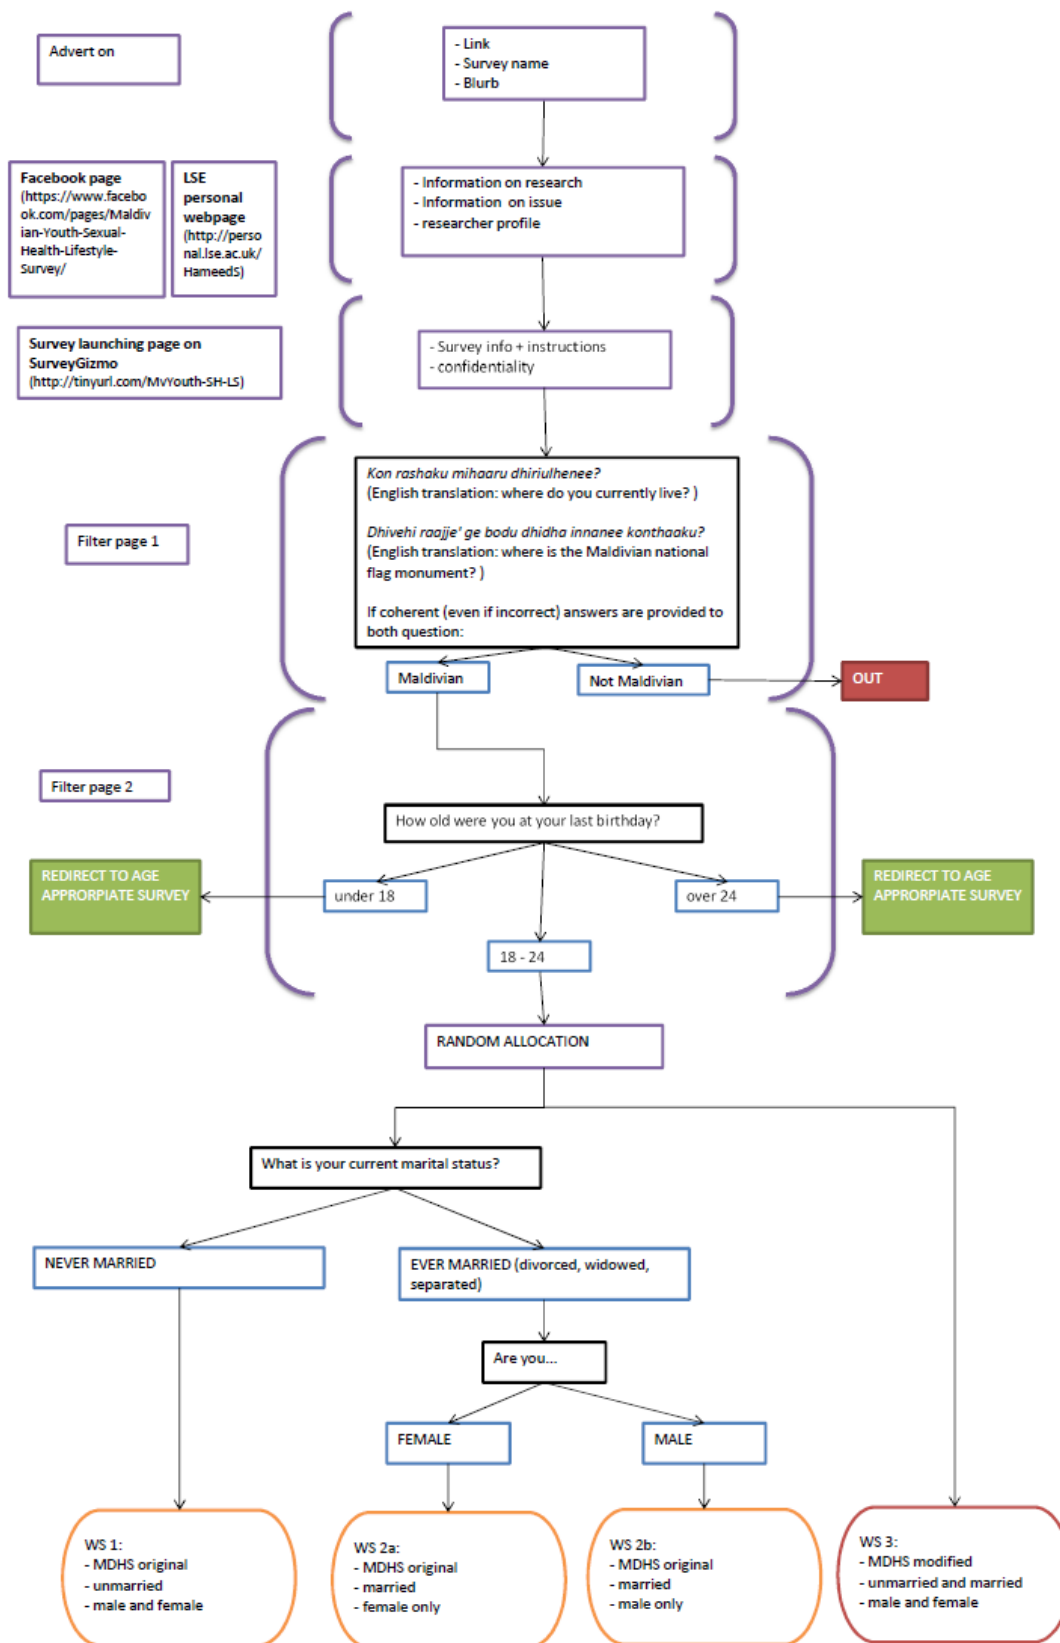 Advert on
- Link
- Survey name
- Blurb
Facebook page
(https://www.facebo
ok.com/pages/Maldiv
ian-Youth-Sexual-
Health-Lifestyle-
Survey/
LSE
personal
webpage
(http://perso
nal.lse.ac.uk/
HameedS)
- Information on research
- Information on issue
- researcher profile
Survey launching page on
SurveyGizmo
(http://tinyurl.com/MvYouth-SH-LS)
- Survey info + instructions
- confidentiality
Filter page 1
Kon rashaku mihaaru dhiriulhenee?
(English translation: where do you currently live? )
Dhivehi raajje' ge bodu dhidha innanee konthaaku?
(English translation: where is the Maldivian national
flag monument? )
If coherent (even if incorrect) answers are provided to
both question:
Maldivian
Not Maldivian
OUT
Filter page 2
How old were you at your last birthday?
REDIRECT TO AGE
APPRORPIATE SURVEY
under 18
over 24
REDIRECT TO AGE
APPRORPIATE SURVEY
18 - 24
RANDOM ALLOCATION
What is your current marital status?
NEVER MARRIED
EVER MARRIED (divorced, widowed,
separated)
Are you...
FEMALE
MALE
WS 1:
- MDHS original
- unmarried
- male and female
WS 2a:
- MDHS original
- married
- female only
WS 2b:
- MDHS original
- married
- male only
WS 3:
- MDHS modified
- unmarried and married
- male and female